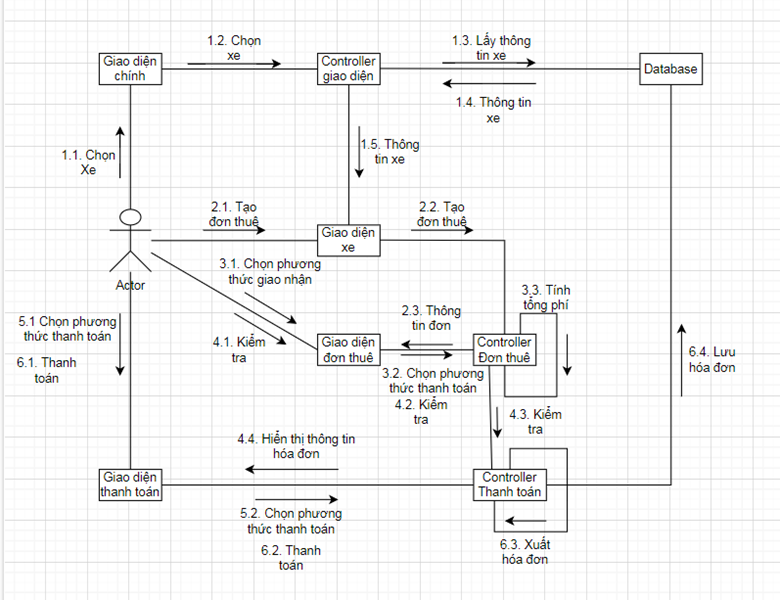 1.2. Chọn
xe
1.3. Lấy thông
tin xe
Giao diện
chính
Controller
giao diện
Database
1.4. Thông tin
xe
1.1. Chọn
Xe
1.5. Thông
tin xe
2.1. Tạo
đơn thuê
2.2. Tạo
đơn thuê
Giao diện
xe
Actor
3.1. Chọn phương
thức giao nhận
3.3. Tính
tổng phí
2.3. Thông
tin đơn
5.1 Chọn phương
thức thanh toán
6.1. Thanh
toán
4.1. Kiểm
tra
Giao diện
đơn thuê
Controller
Đơn thuê
6.4. Lưu
hóa đơn
3.2. Chọn phương
thức thanh toán
4.2. Kiểm
tra
4.3. Kiểm
tra
4.4. Hiển thị thông tin
hóa đơn
Giao diện
thanh toán
Controller
Thanh toán
5.2. Chọn phương
thức thanh toán
6.2. Thanh
toán
6.3. Xuất
hóa đơn